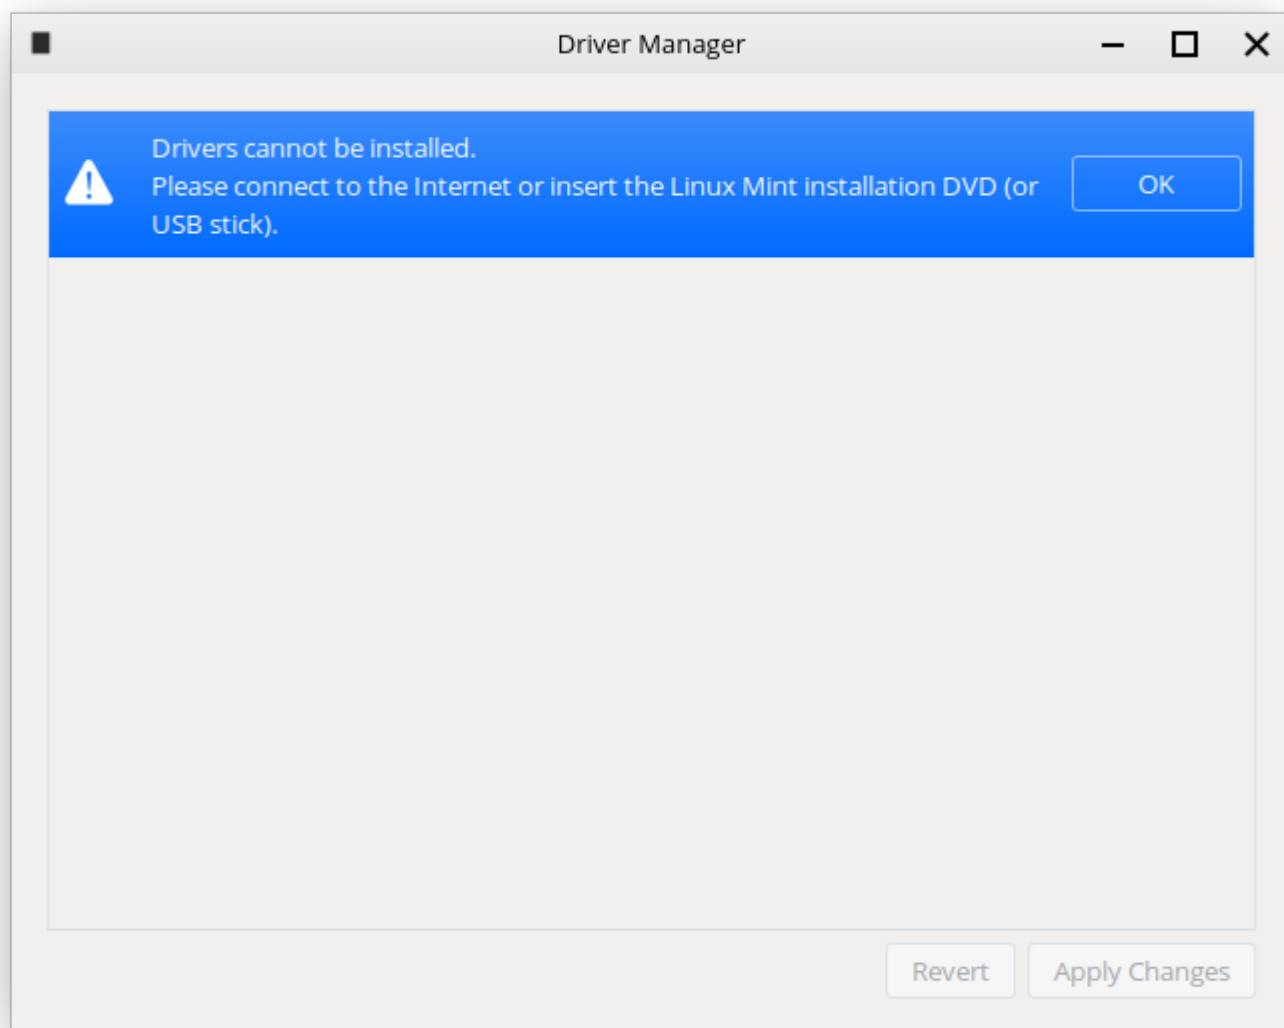 Driver Manager
Drivers cannot be installed.
Please connect to the Internet or insert the Linux Mint installation DVD (or
USB stick).
OK
Revert
Apply Changes